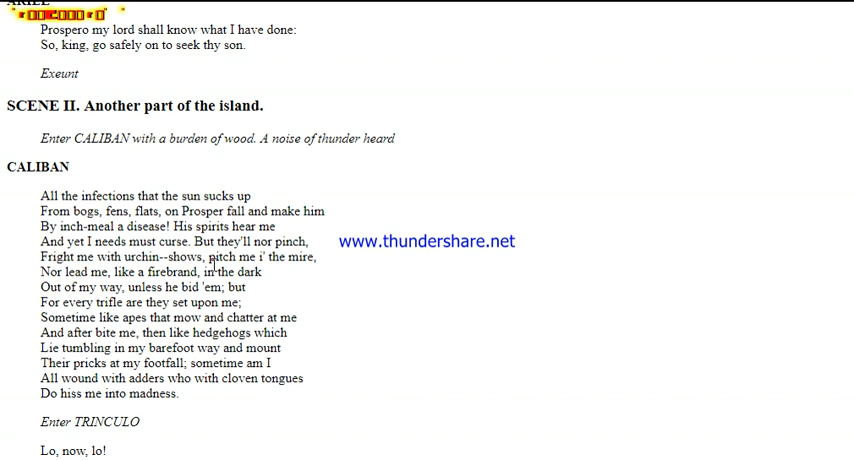 Prospero my lord shall know what I have done:
So, king, go safely on to seek thy son.
Exeunt
SCENE II. Another part of the island.
Enter CALIBAN with a burden of wood. A noise of thunder heard
CALIBAN
All the infections that the sun sucks up
From bogs, fens, flats, on Prosper fall and make him
By inch-meal a disease! His spirits hear me
And yet I needs must curse. But they'll nor pinch,
www.thundershare.net
Fright me with urchin--shows, pitch me i' the mire,
Nor lead me, like a firebrand, in the dark
Out of my way, unless he bid 'em; but
For every trifle are they set upon me;
Sometime like apes that mow and chatter at me
And after bite me, then like hedgehogs which
Lie tumbling in my barefoot way and mount
Their pricks at my footfall; sometime am I
All wound with adders who with cloven tongues
Do hiss me into madness.
Enter TRINCULO
Lo, now, lo!